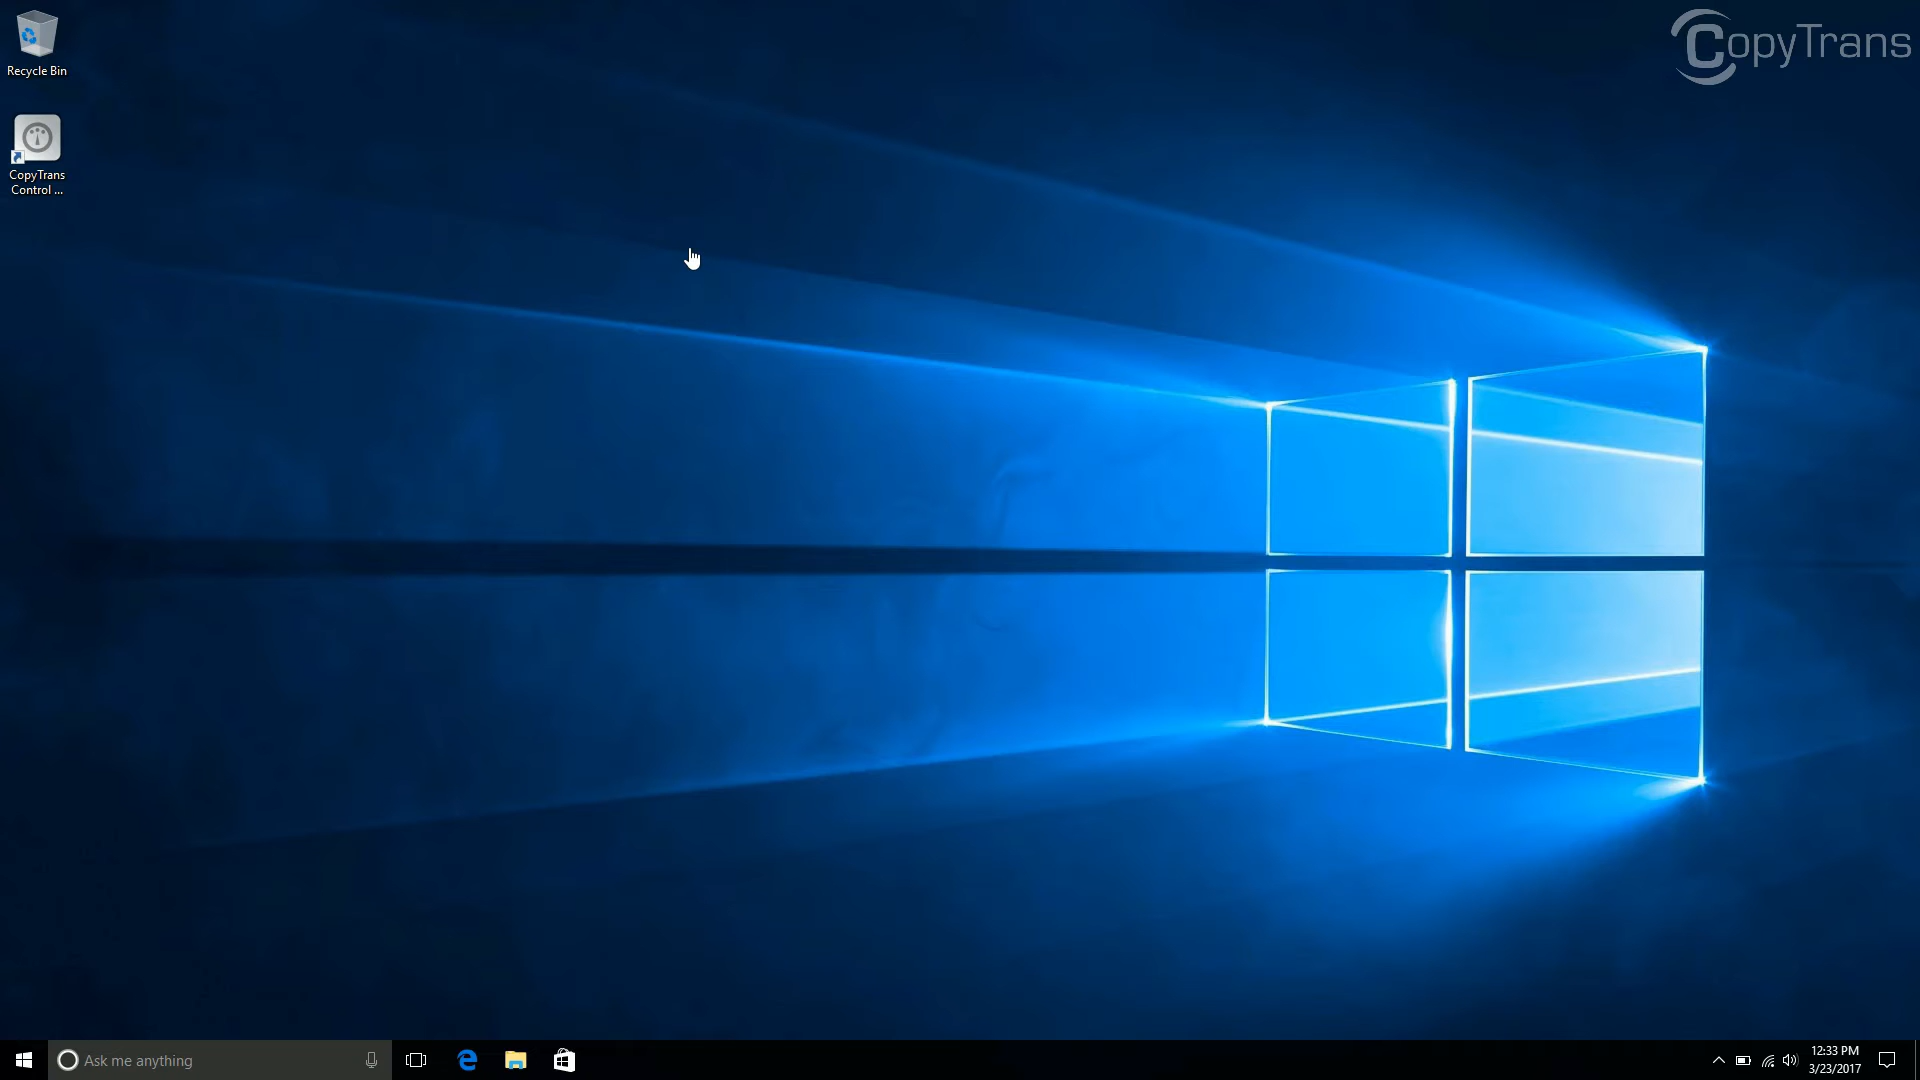 CopyTrans
Recycle Bin
CopyTrans
Control ...
Ask me anything
12:33 PM
3/23/2017